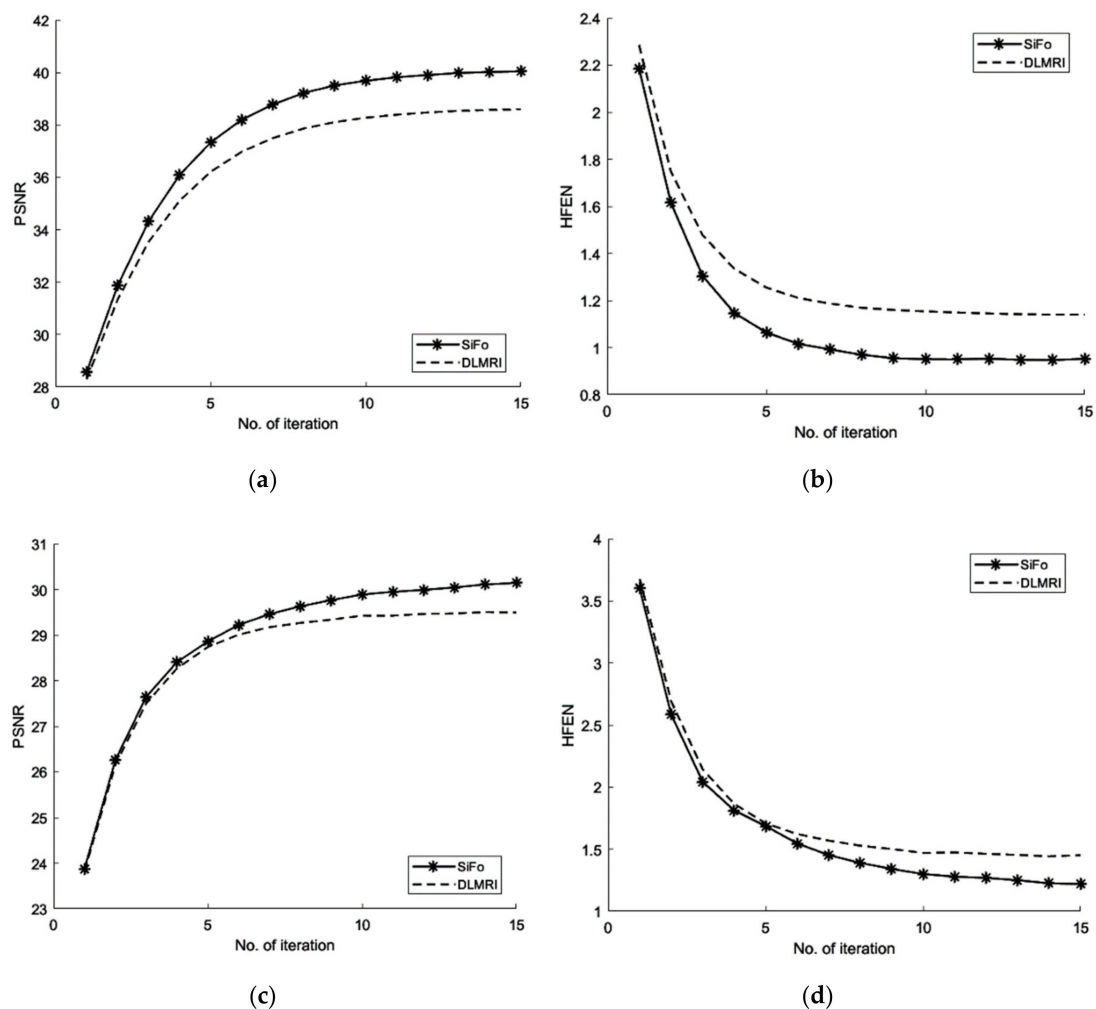 42
40
38
36
34
32
30
28
PSNR
SiFo
DLMRI
0
5
10
15
No. of iteration
(a)
2.4
2.2
2
1.8
1.6
1.4
1.2
1
0.8
HFEN
SiFo
DLMRI
0
5
10
15
No. of iteration
(b)
31
30
29
28
27
26
25
24
23
PSNR
SiFo
DLMRI
0
5
10
15
No. of iteration
(c)
4
3.5
3
2.5
2
1.5
1
HFEN
SiFo
DLMRI
0
5
10
15
No. of iteration
(d)